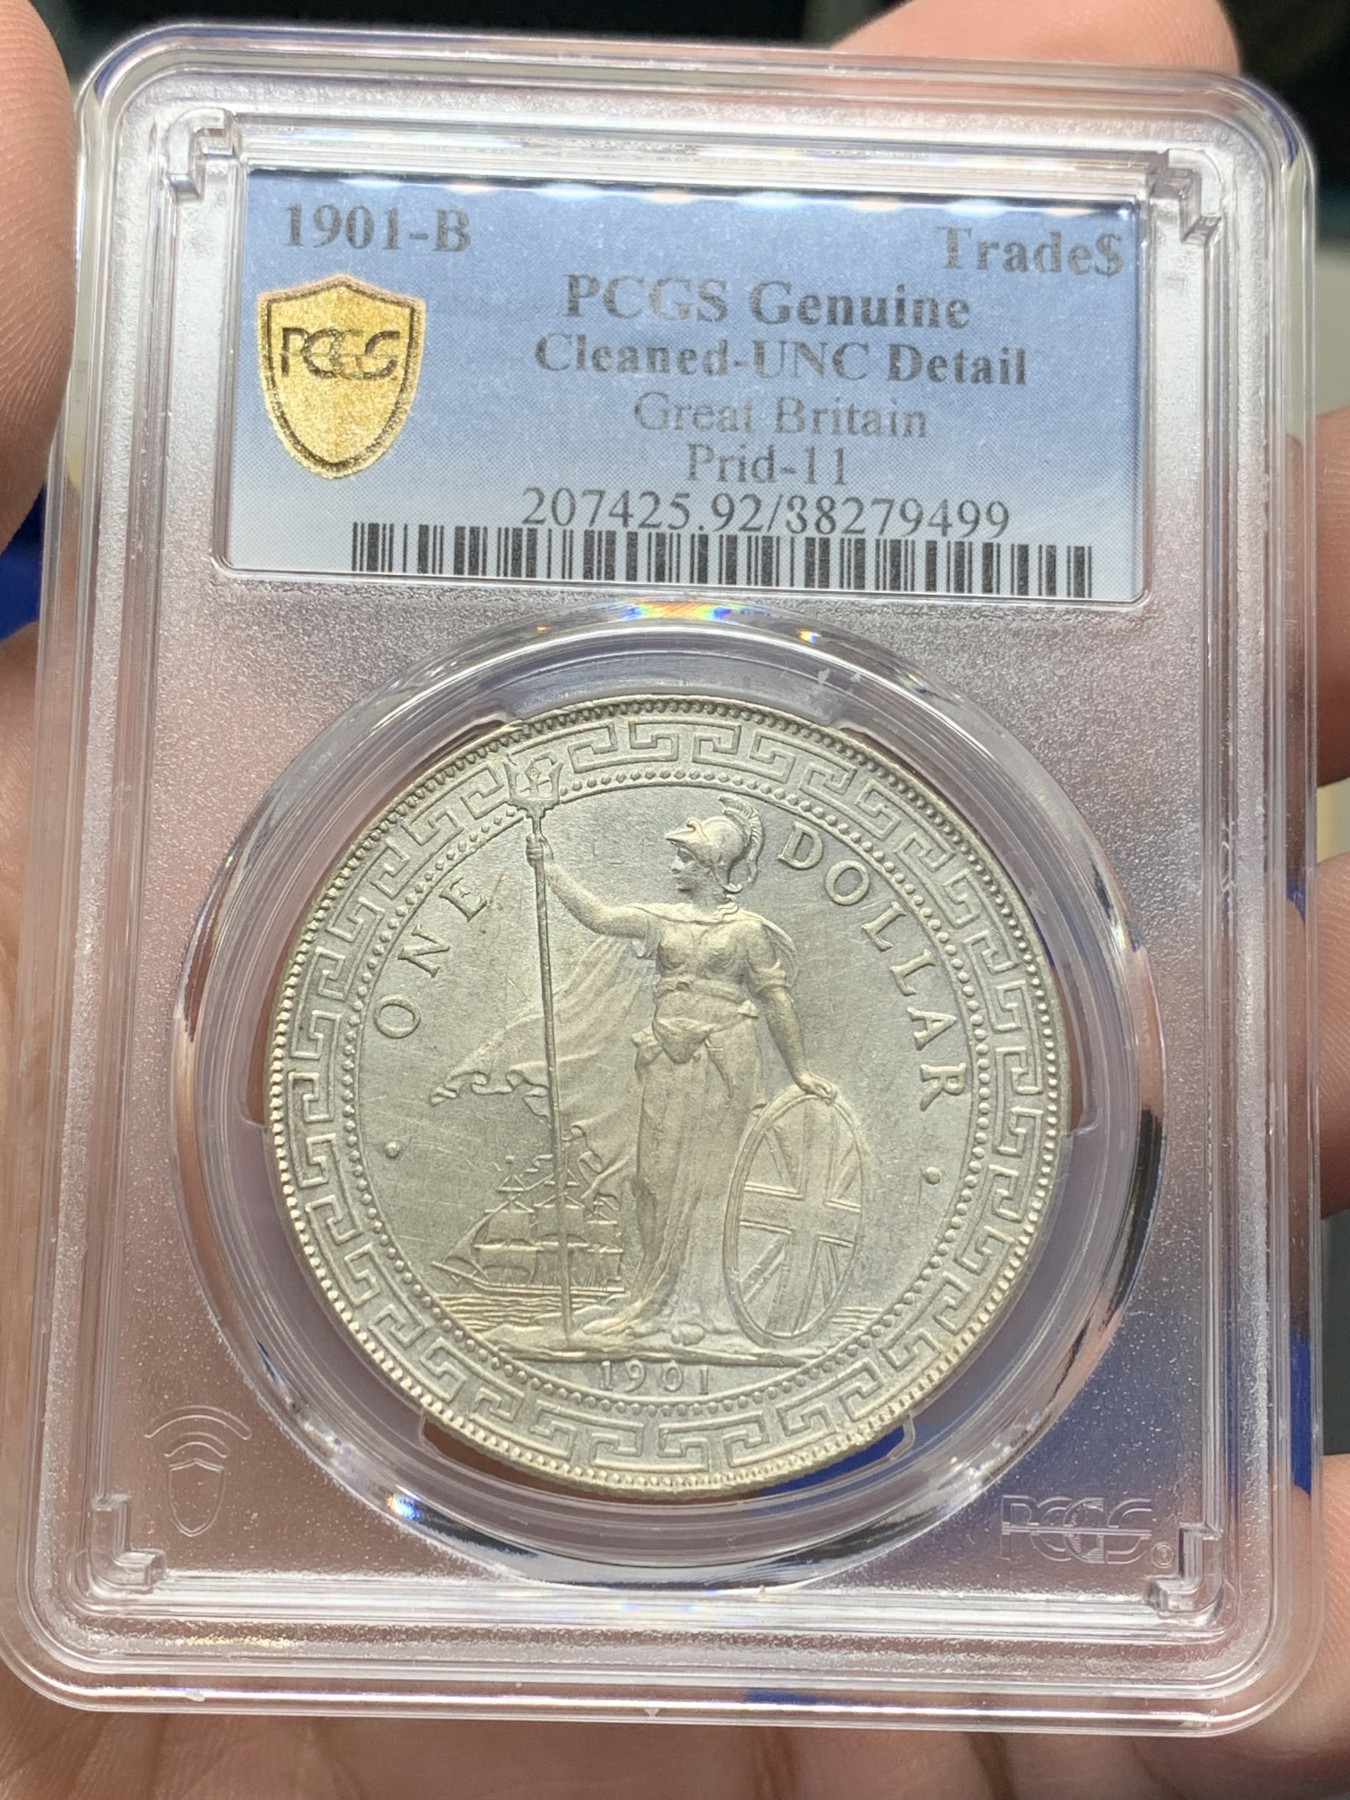 1901-B Trade$
PCGS Genuine
PCGS
Cleaned-UNC Detail
Great Britain
Prid-11
207425.92/38279499
ONE DOLLAR
1901
PCGS